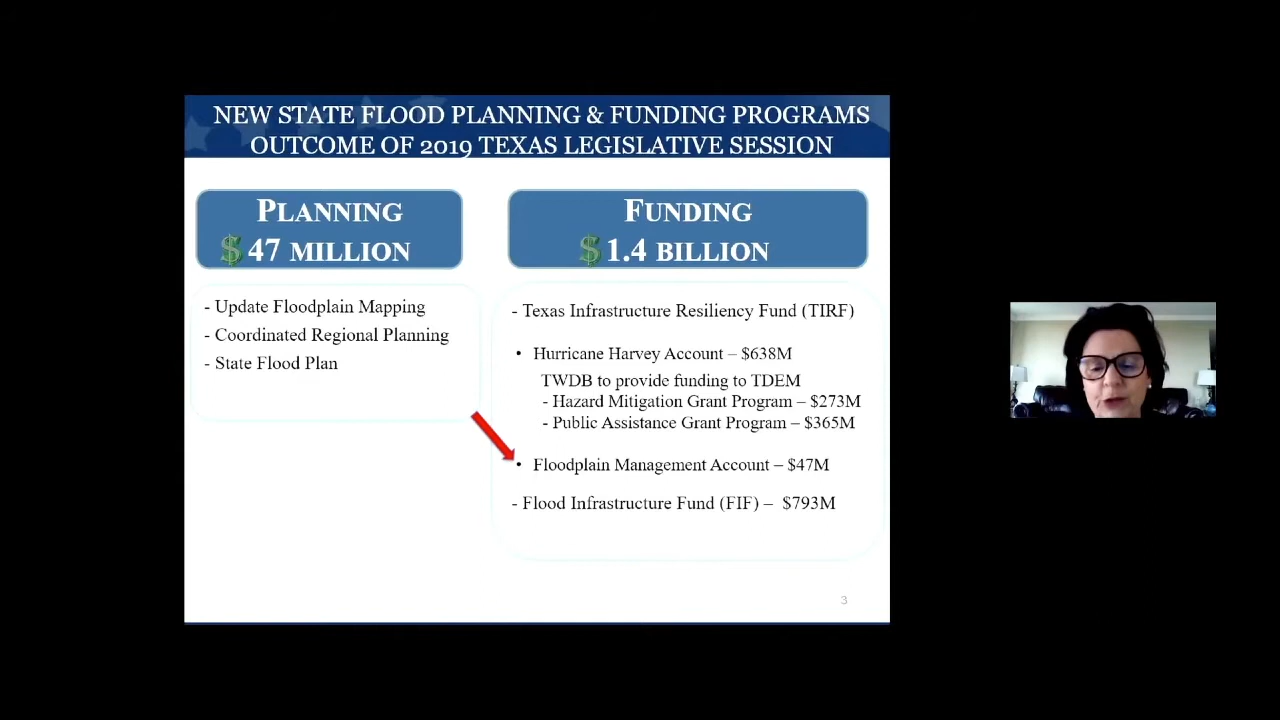 NEW STATE FLOOD PLANNING & FUNDING PROGRAMS
OUTCOME OF 2019 TEXAS LEGISLATIVE SESSION
PLANNING
$47 MILLION
- Update Floodplain Mapping
- Coordinated Regional Planning
- State Flood Plan
FUNDING
$1.4 BILLION
- Texas Infrastructure Resiliency Fund (TIRF)
• Hurricane Harvey Account – $638M
TWDB to provide funding to TDEM
- Hazard Mitigation Grant Program – $273M
- Public Assistance Grant Program – $365M
• Floodplain Management Account – $47M
- Flood Infrastructure Fund (FIF) – $793M
3